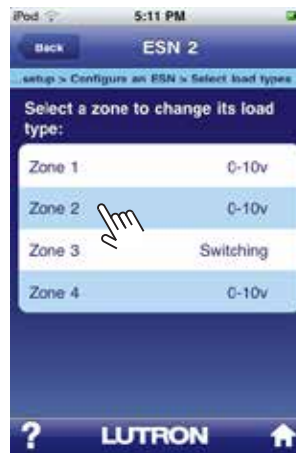 iPod 5:11 PM
Back ESN 2
setup > Configure an ESN > Select load types
Select a zone to change its load
type:
Zone 1 0-10v
Zone 2 0-10v
Zone 3 Switching
Zone 4 0-10v
? LUTRON